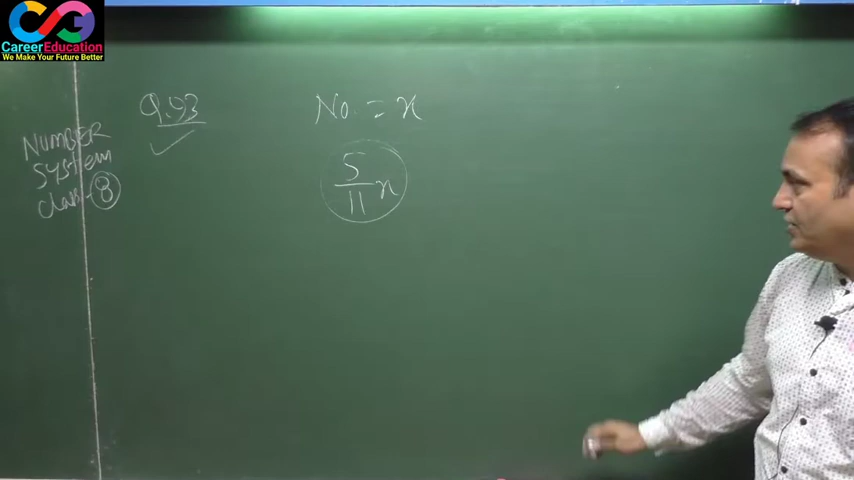 CareerEducation
We Make Your Future Better
NUMBER
System
class-8
Q.93
No. = x
5/11 x